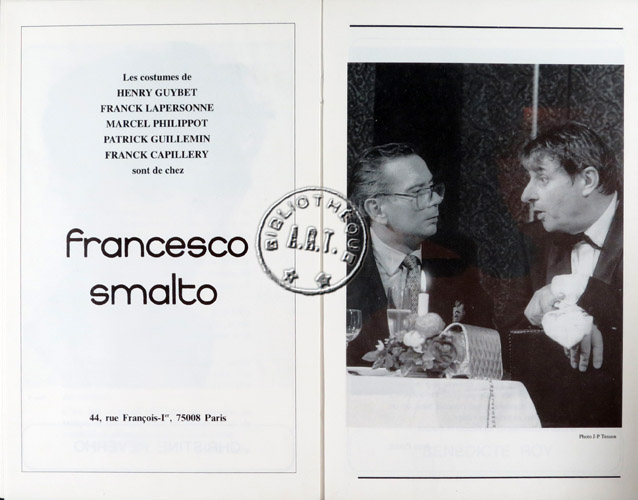 Les costumes de
HENRY GUYBET
FRANCK LAPERSONNE
MARCEL PHILIPPOT
PATRICK GUILLEMIN
FRANCK CAPILLERY
sont de chez
francesco
smalto
44, rue François-Iᵉʳ, 75008 Paris
BIBLIOTHÈQUE
A.R.T.
Photo J-P Tesson